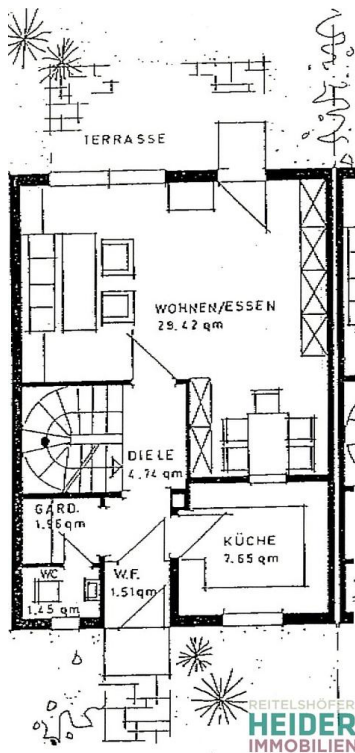 TERRASSE
WOHNEN/ESSEN
29.42 qm
DIELE
4.74 qm
GARD.
1.96 qm
KÜCHE
7.65 qm
WC
1.45 qm
W.F.
1.51 qm
REITELSHÖFER
HEIDER
IMMOBILIEN